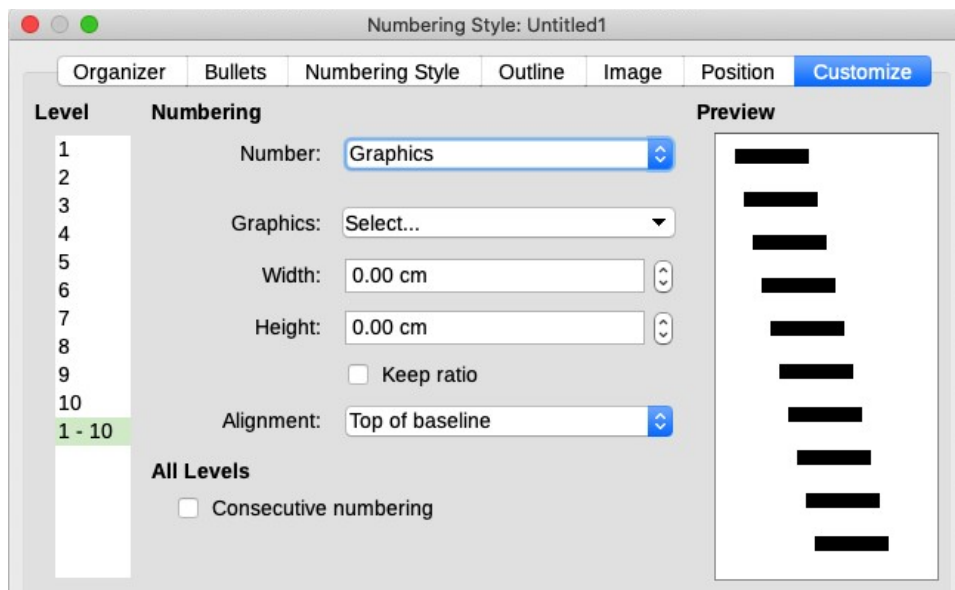 Numbering Style: Untitled1
Organizer Bullets Numbering Style Outline Image Position Customize
Level
1
2
3
4
5
6
7
8
9
10
1 - 10
Numbering
Number: Graphics
Graphics: Select...
Width: 0.00 cm
Height: 0.00 cm
Keep ratio
Alignment: Top of baseline
All Levels
Consecutive numbering
Preview